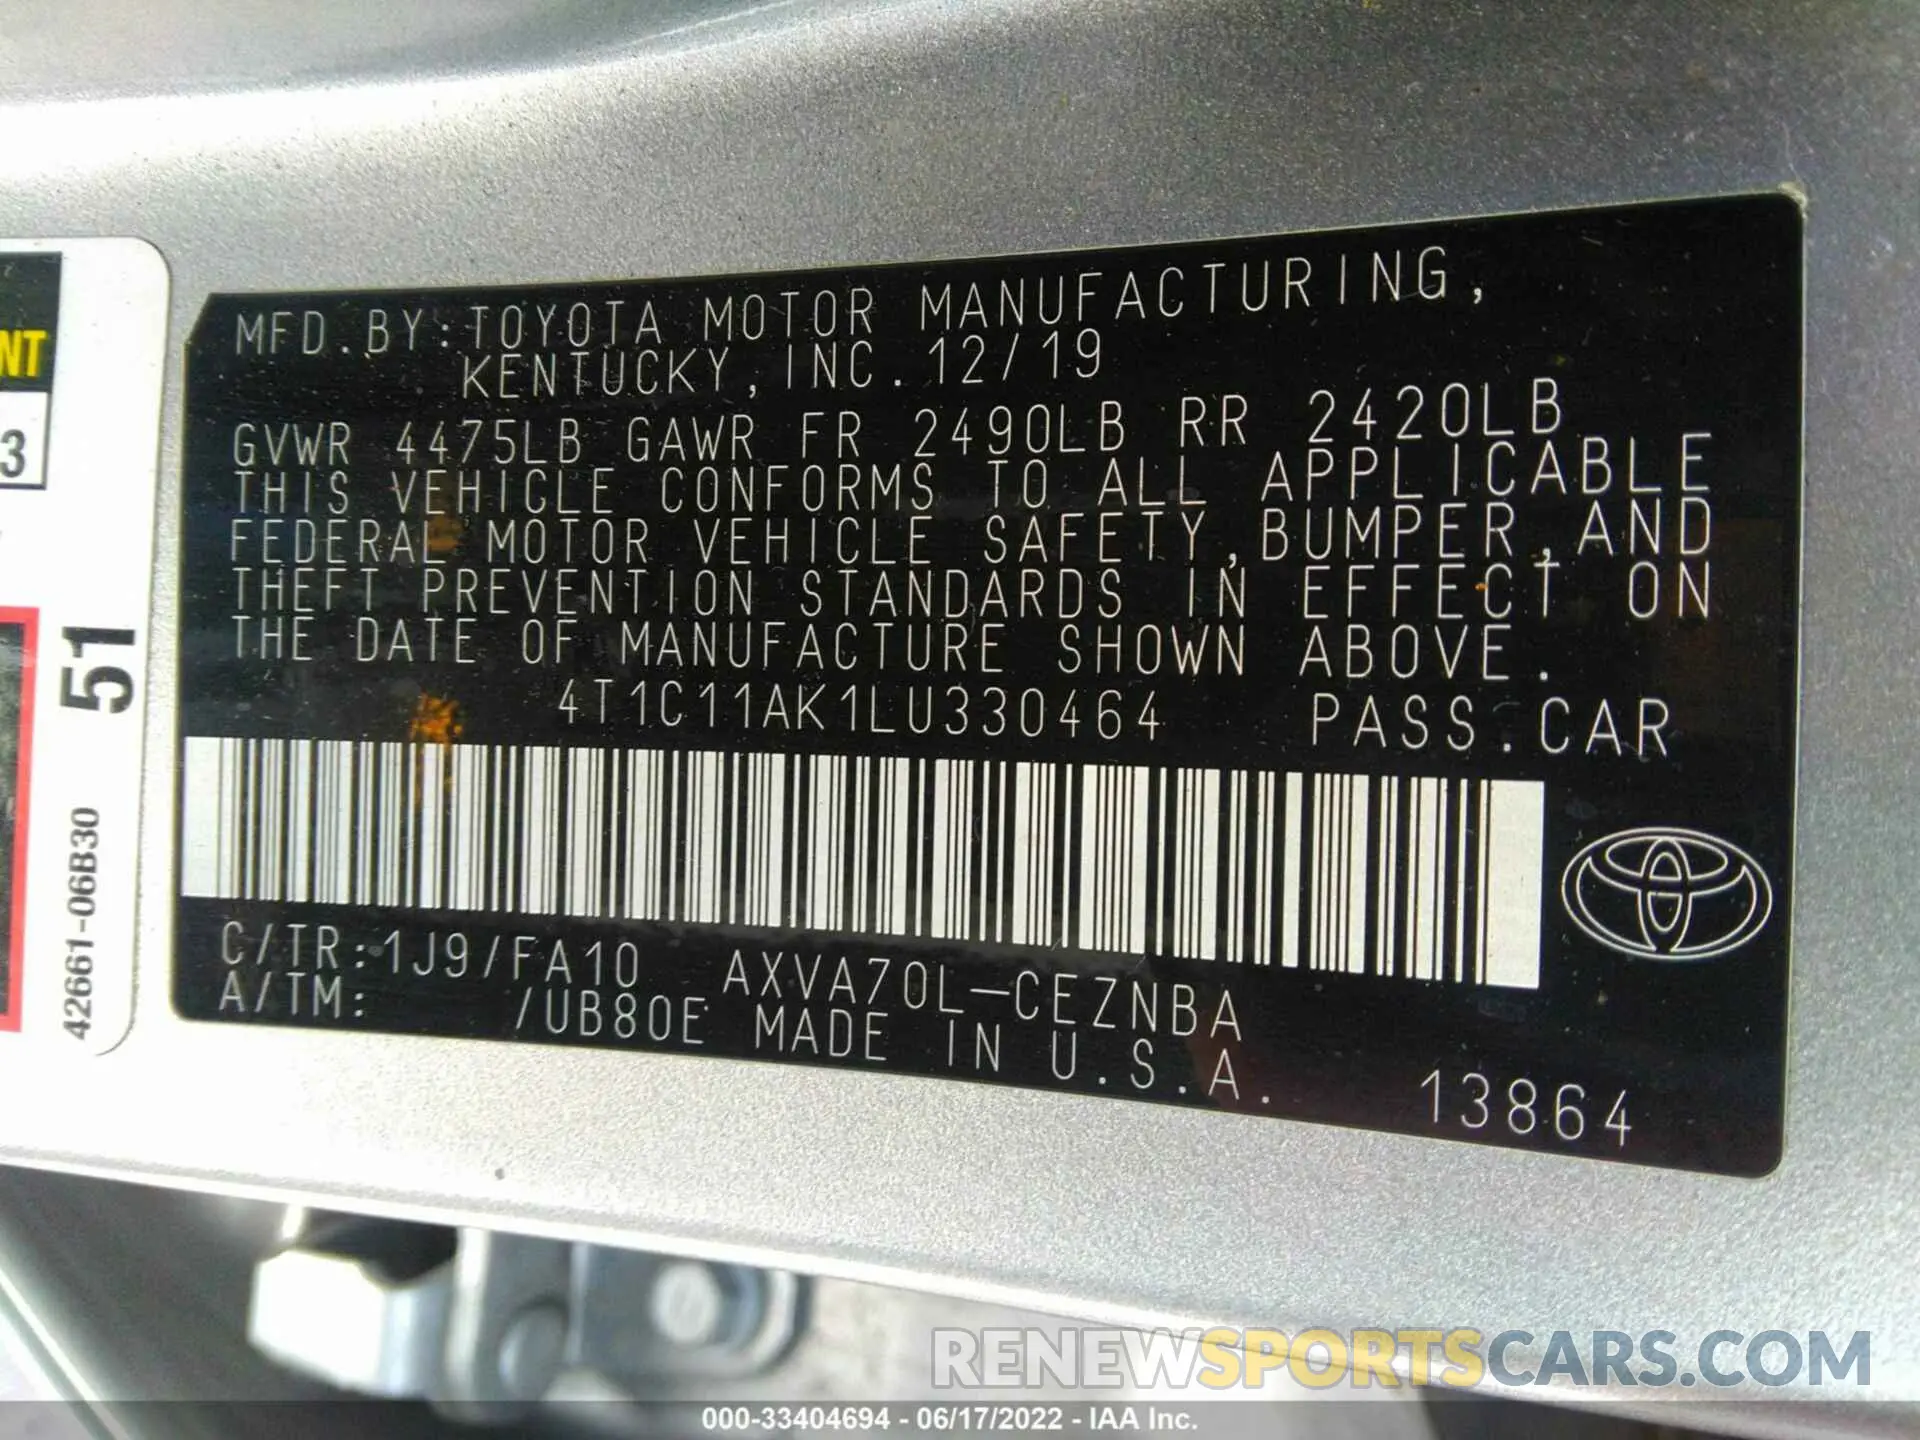 NT
3
51
42661-06B30
MFD.BY:TOYOTA MOTOR MANUFACTURING,
KENTUCKY, INC. 12/19
GVWR 4475LB GAWR FR 2490LB RR 2420LB
THIS VEHICLE CONFORMS TO ALL APPLICABLE
FEDERAL MOTOR VEHICLE SAFETY,BUMPER,AND
THEFT PREVENTION STANDARDS IN EFFECT ON
THE DATE OF MANUFACTURE SHOWN ABOVE.
4T1C11AK1LU330464 PASS.CAR
C/TR:1J9/FA10 AXVA70L-CEZNBA
A/TM: /UB80E MADE IN U.S.A.
13864
RENEWSPORTSCARS.COM
000-33404694 - 06/17/2022 - IAA Inc.